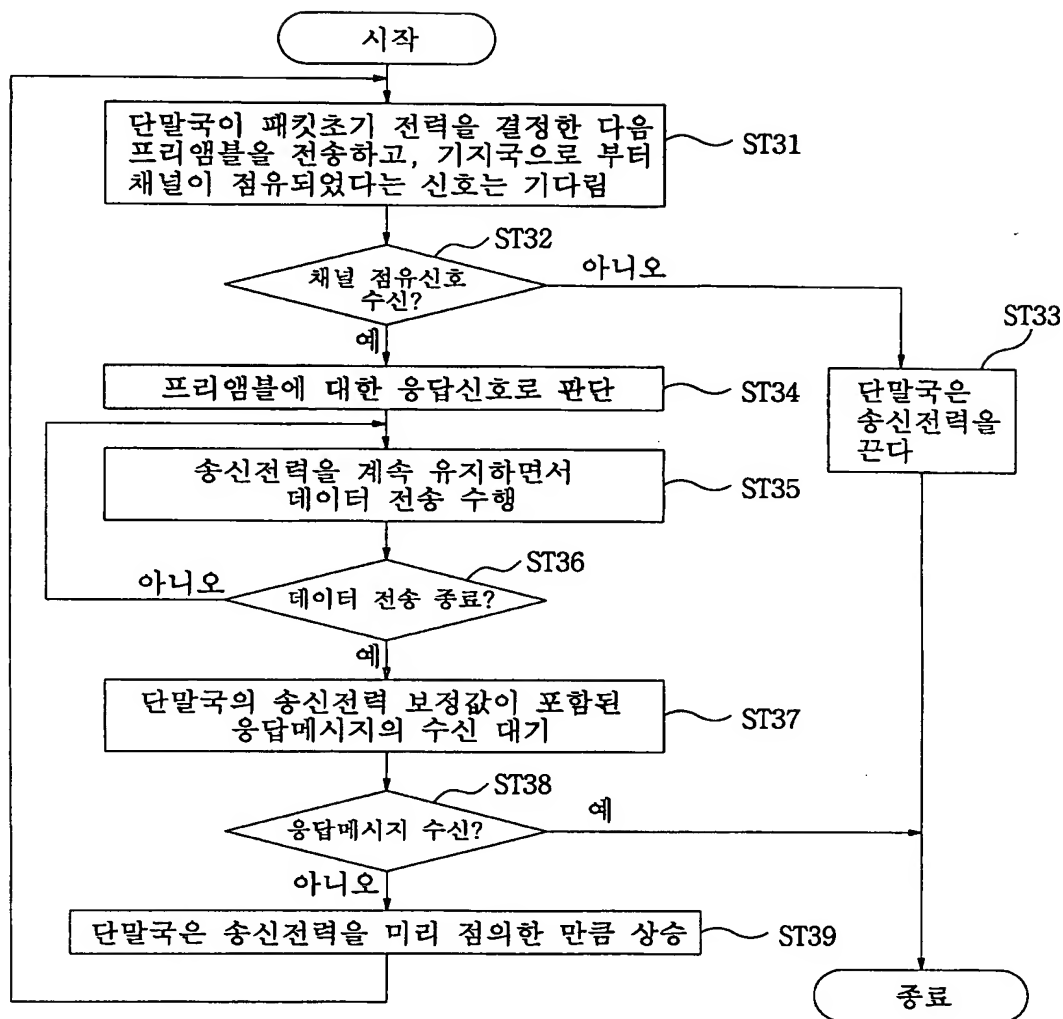 시작
단말국이 패킷초기 전력을 결정한 다음
프리앰블을 전송하고, 기지국으로 부터
채널이 점유되었다는 신호는 기다림
ST31
ST32
채널 점유신호
수신?
아니오
예
ST33
단말국은
송신전력을
끈다
프리앰블에 대한 응답신호로 판단
ST34
송신전력을 계속 유지하면서
데이터 전송 수행
ST35
ST36
데이터 전송 종료?
아니오
예
단말국의 송신전력 보정값이 포함된
응답메시지의 수신 대기
ST37
ST38
응답메시지 수신?
예
아니오
단말국은 송신전력을 미리 점의한 만큼 상승
ST39
종료